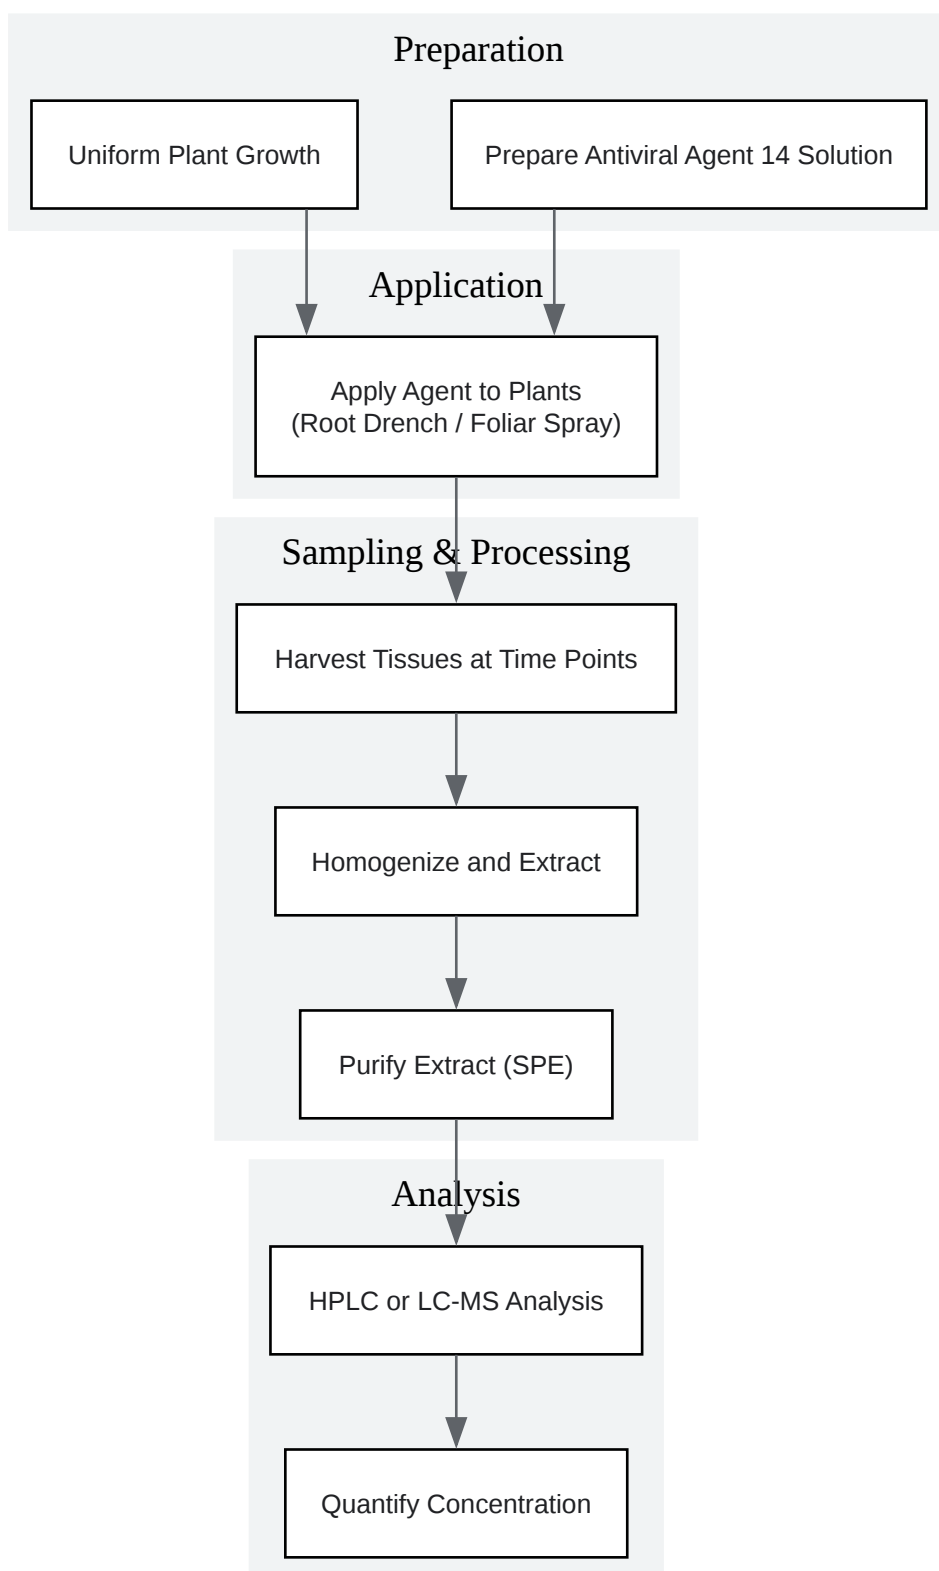 Preparation
Uniform Plant Growth
Prepare Antiviral Agent 14 Solution
Application
Apply Agent to Plants
(Root Drench / Foliar Spray)
Sampling & Processing
Harvest Tissues at Time Points
Homogenize and Extract
Purify Extract (SPE)
Analysis
HPLC or LC-MS Analysis
Quantify Concentration